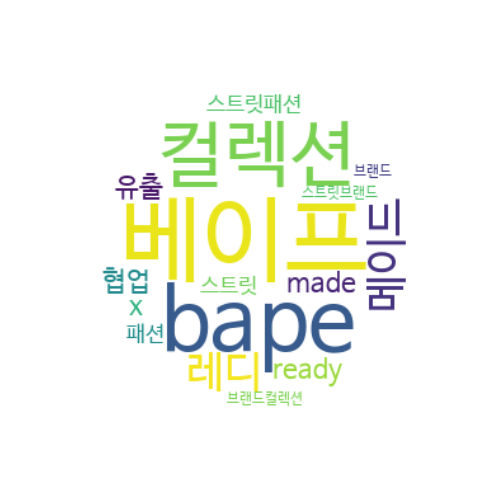 스트릿패션
컬렉션
브랜드
유출
스트릿브랜드
베이프
믜움
협업
스트릿
made
x
bape
패션
레디
ready
브랜드컬렉션